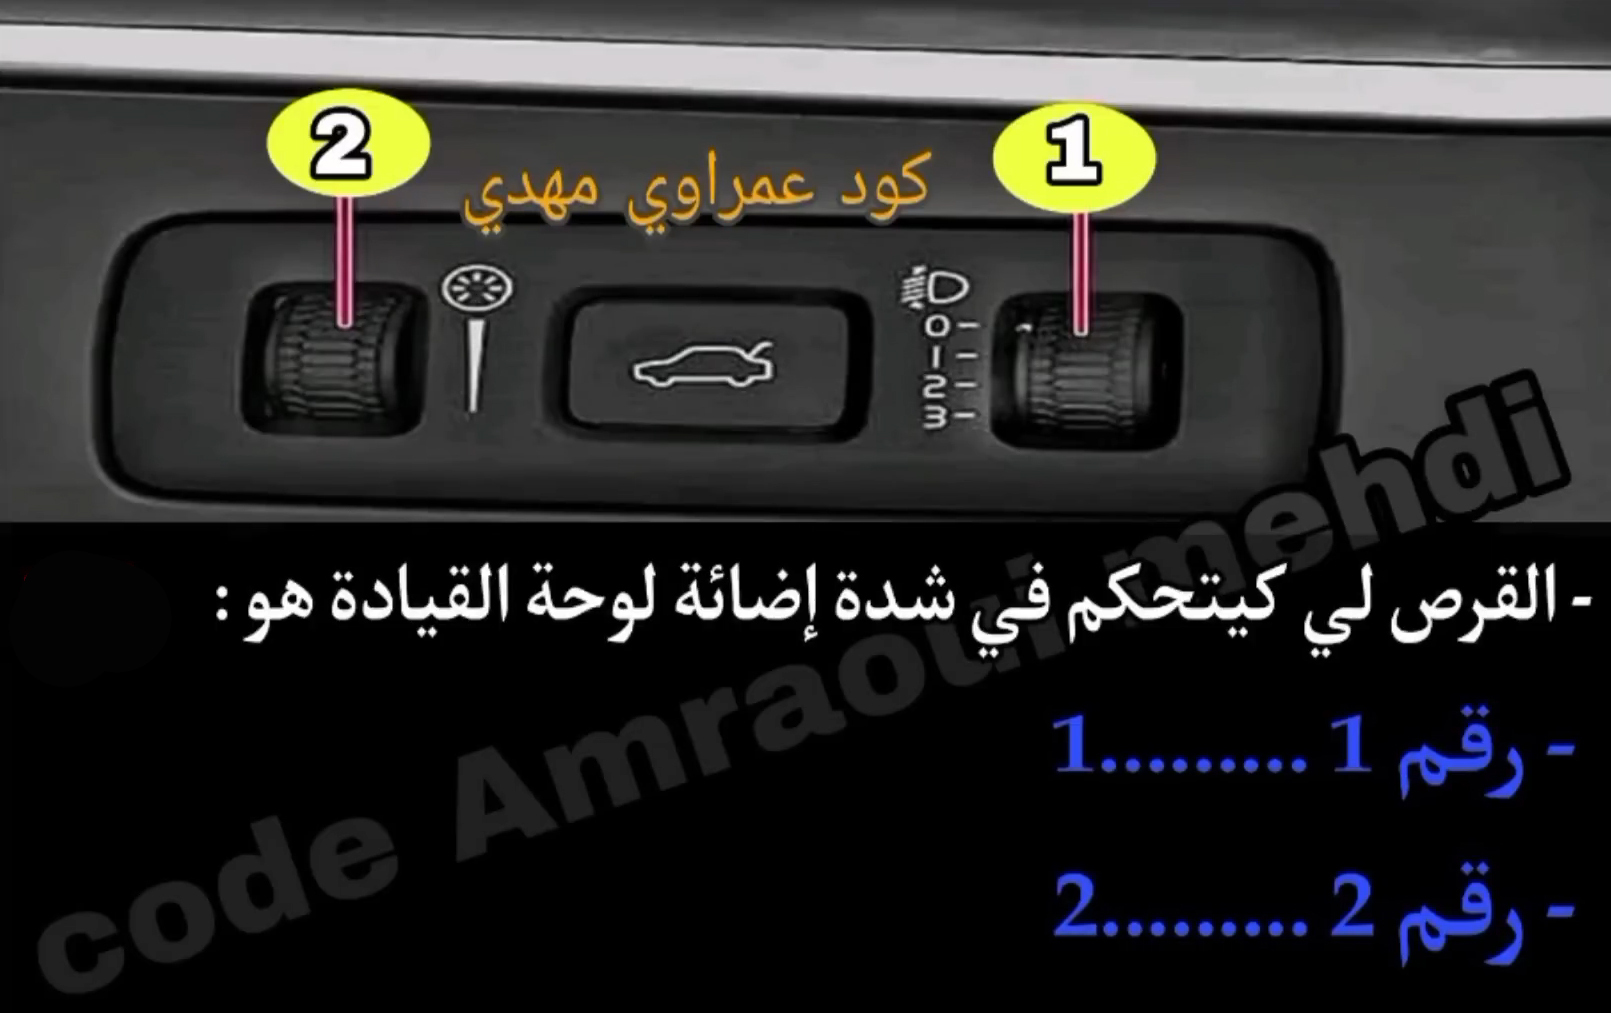 2
1
كود عمراوي مهدي
0
1
2
3
- القرص لي كيتحكم في شدة إضائة لوحة القيادة هو :
- رقم 1 .........1
- رقم 2 .........2
code Amraoui mehdi